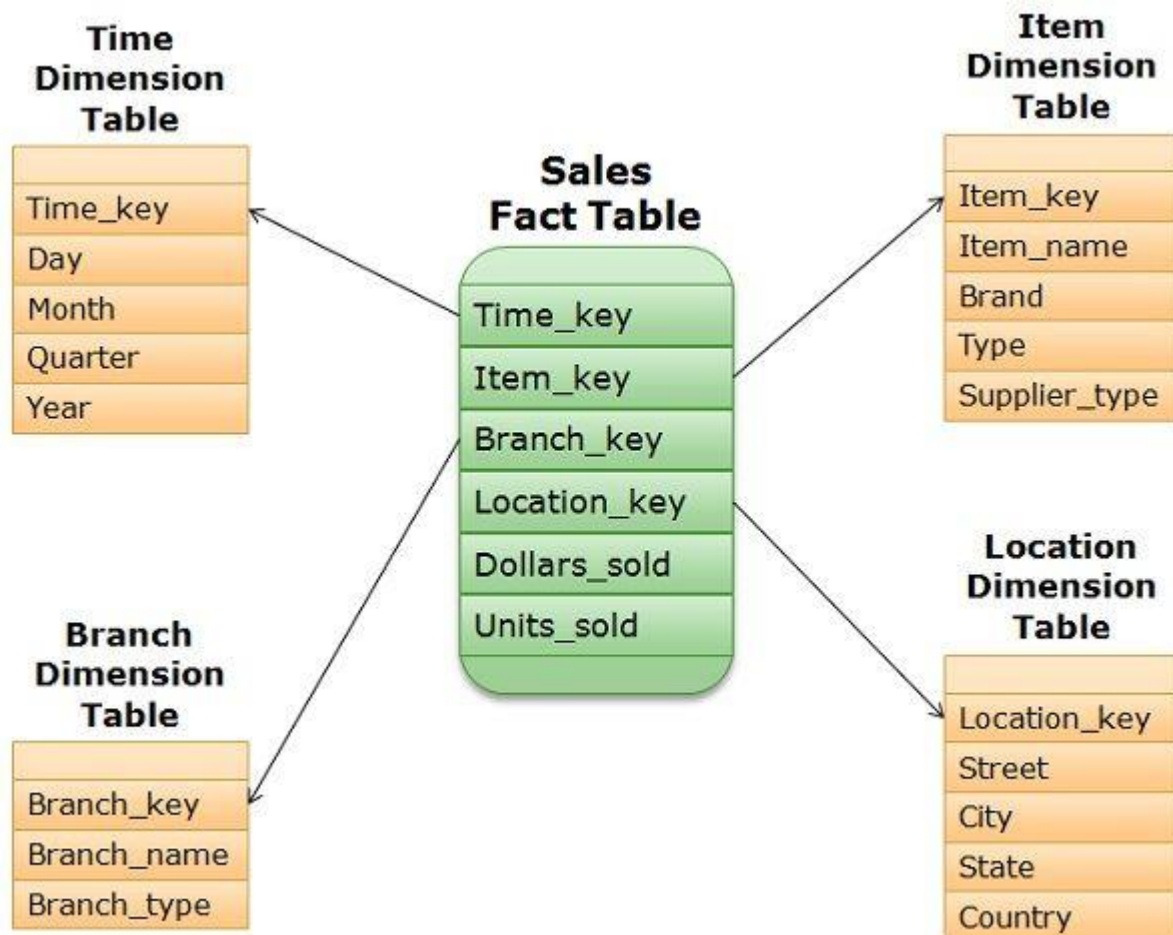 Time
Dimension
Table
Time_key
Day
Month
Quarter
Year
Sales
Fact Table
Time_key
Item_key
Branch_key
Location_key
Dollars_sold
Units_sold
Item
Dimension
Table
Item_key
Item_name
Brand
Type
Supplier_type
Branch
Dimension
Table
Branch_key
Branch_name
Branch_type
Location
Dimension
Table
Location_key
Street
City
State
Country